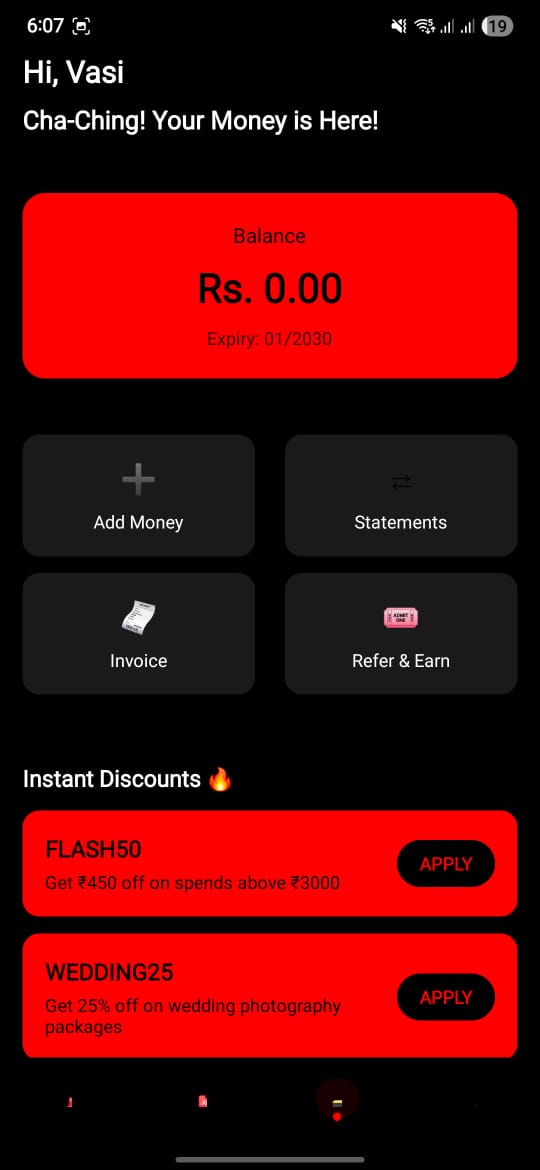 6:07
19
Hi, Vasi
Cha-Ching! Your Money is Here!
Balance
Rs. 0.00
Expiry: 01/2030
Add Money
Statements
ADMIT
ONE
Invoice
Refer & Earn
Instant Discounts
FLASH50
Get ₹450 off on spends above ₹3000
APPLY
WEDDING25
Get 25% off on wedding photography
packages
APPLY